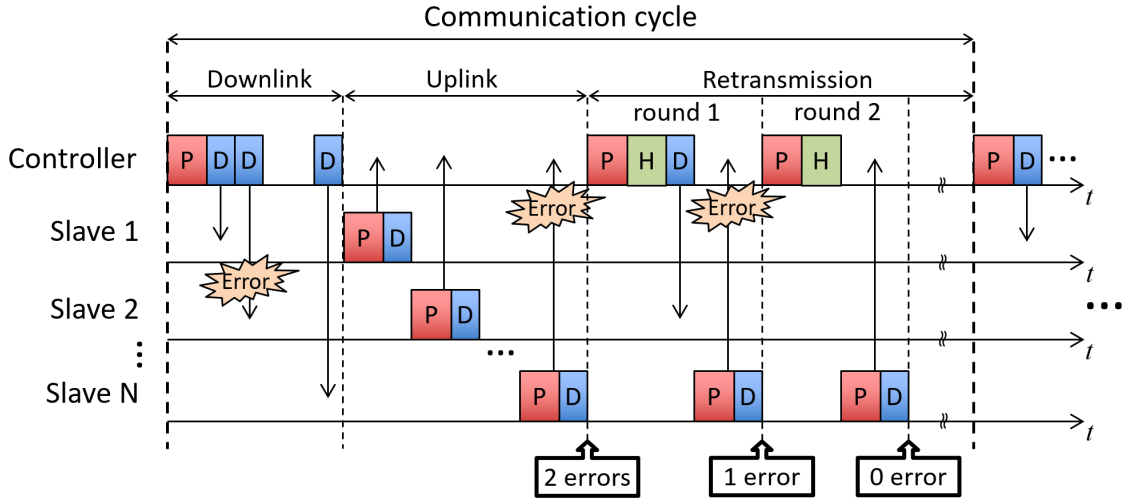 Communication cycle
Downlink Uplink Retransmission
round 1 round 2
Controller P D D D P H D P H P D ...
t
Error Error
Slave 1 P D
t
Error
Slave 2 P D ...
... t
...
Slave N P D P D P D
t
2 errors 1 error 0 error